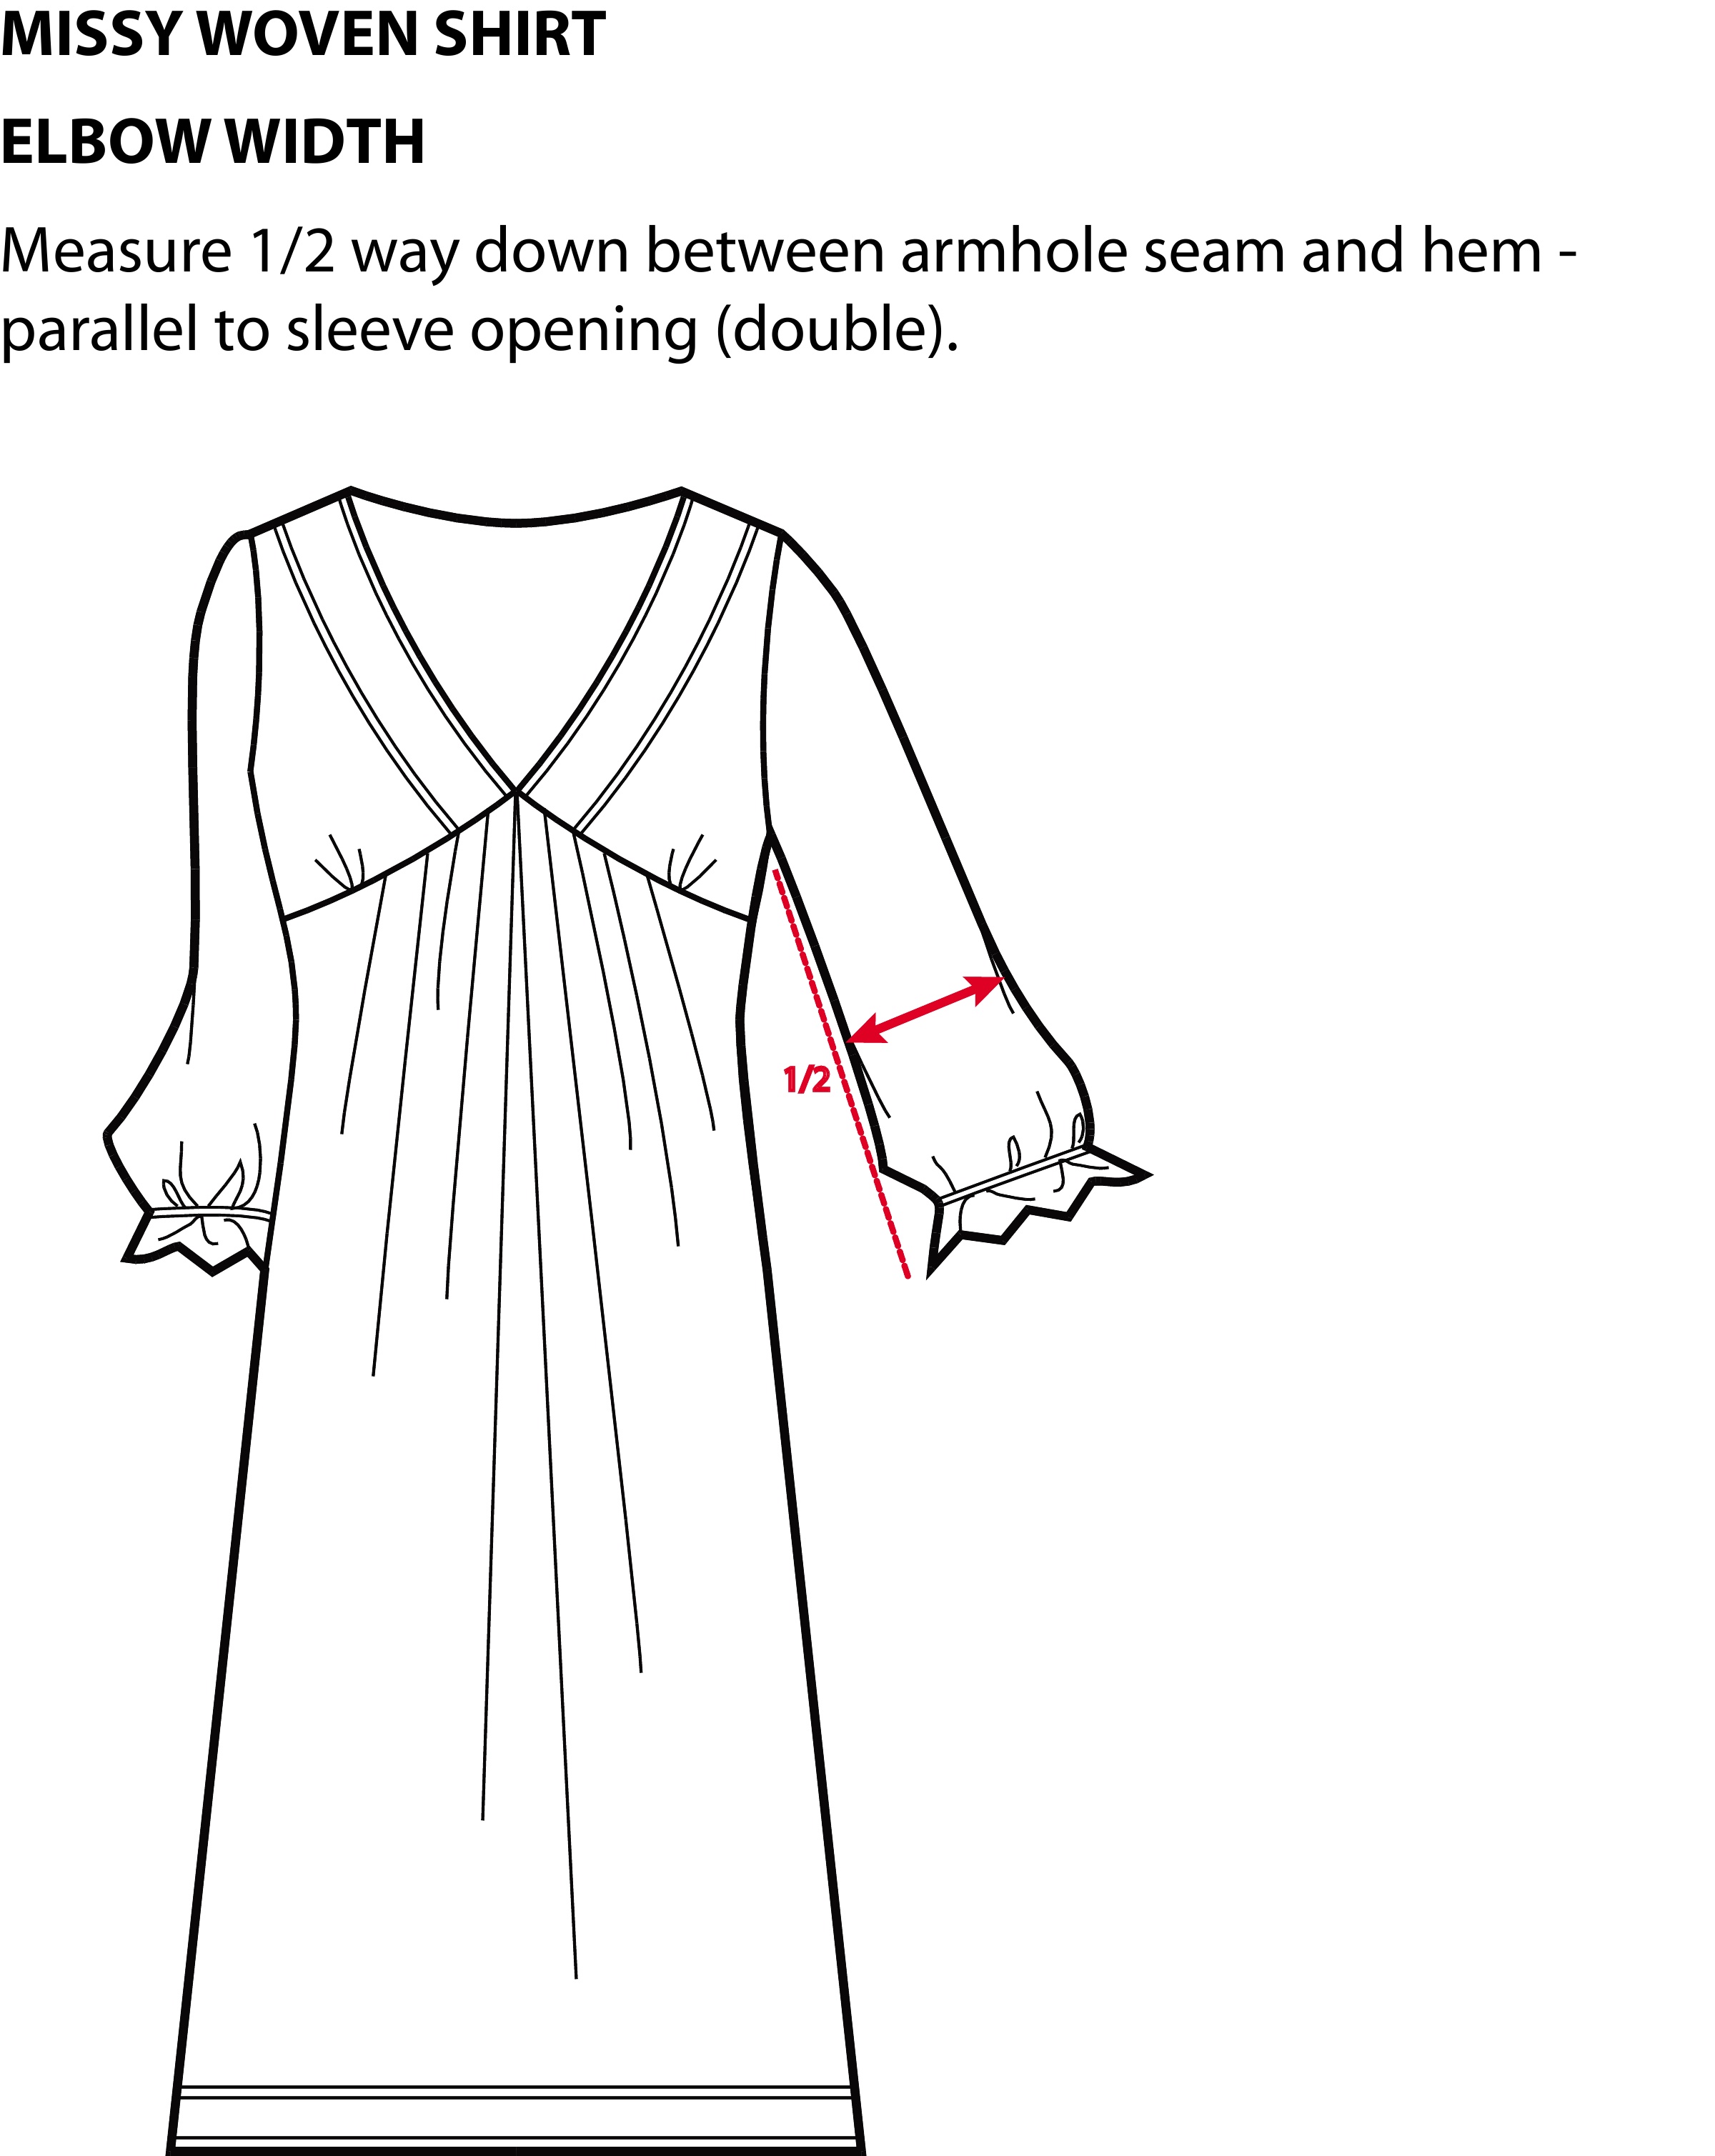 MISSY WOVEN SHIRT
ELBOW WIDTH
Measure 1/2 way down between armhole seam and hem -
parallel to sleeve opening (double).
1/2